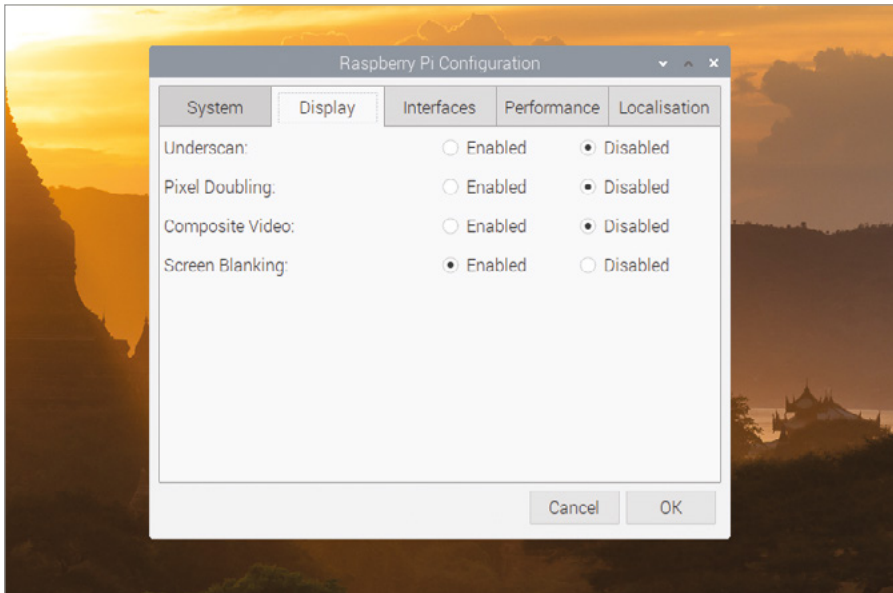 Raspberry Pi Configuration
System Display Interfaces Performance Localisation
Underscan: Enabled Disabled
Pixel Doubling: Enabled Disabled
Composite Video: Enabled Disabled
Screen Blanking: Enabled Disabled
Cancel OK